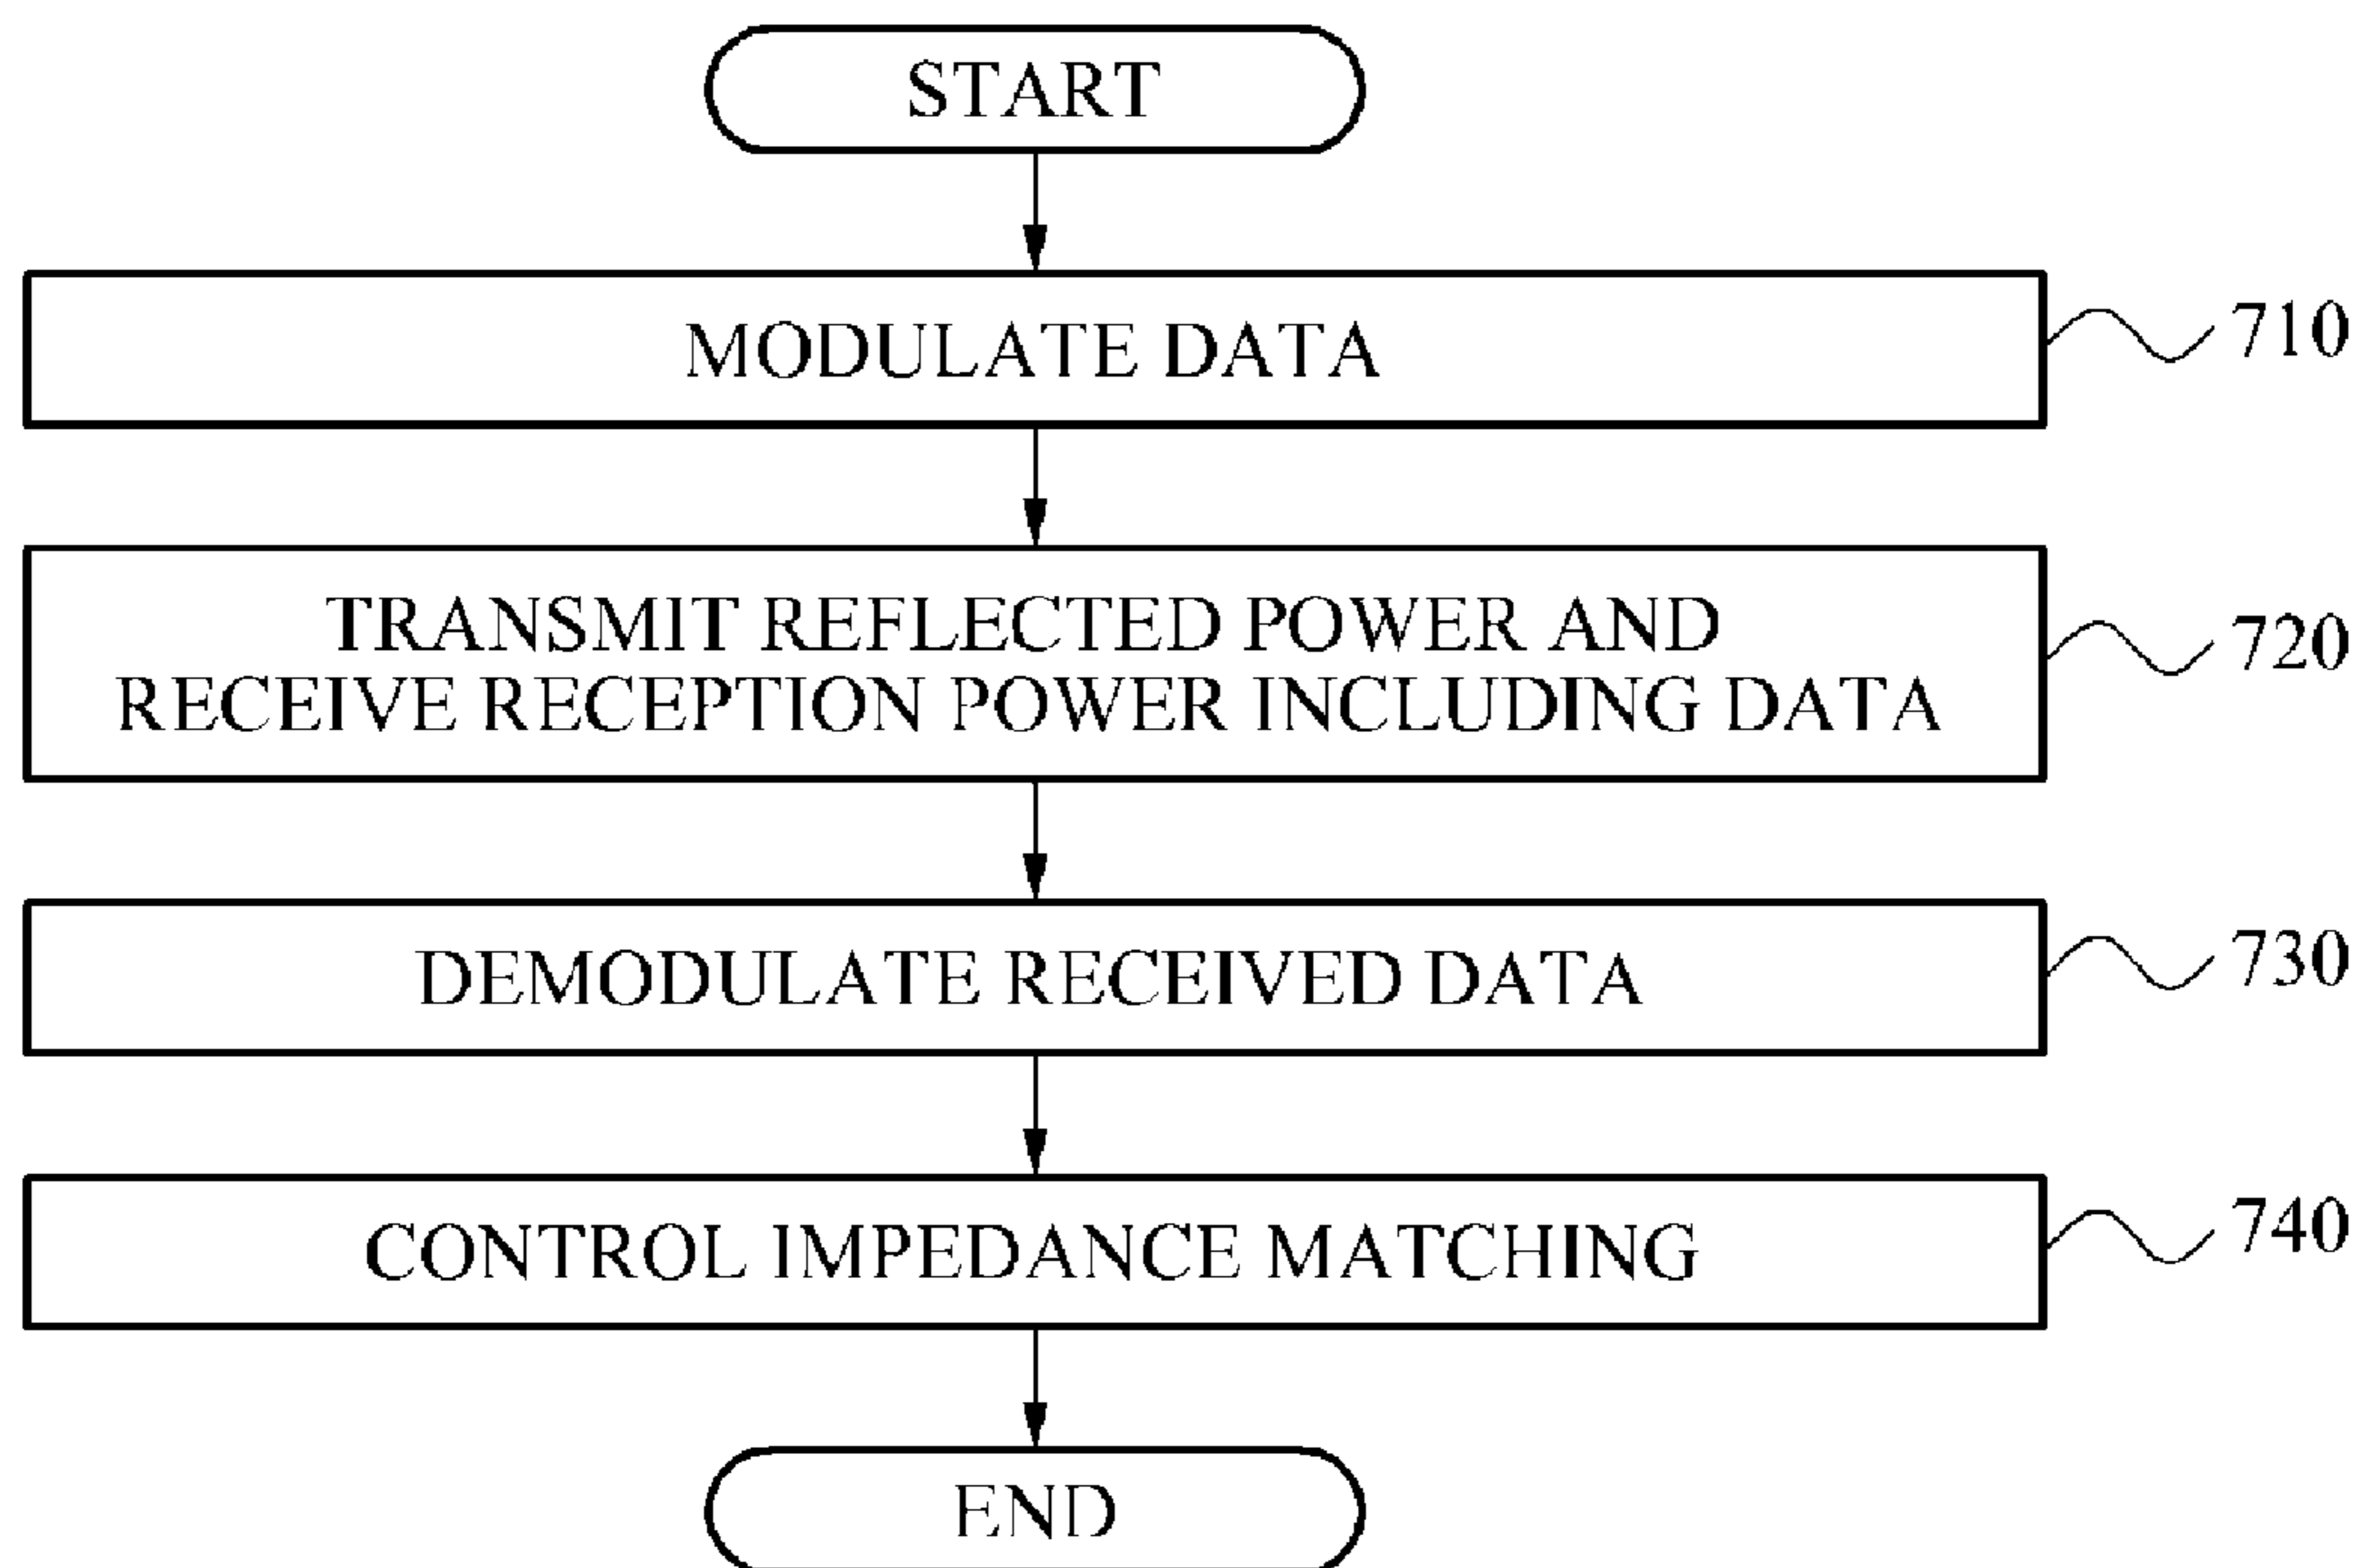 START
MODULATE DATA
710
TRANSMIT REFLECTED POWER AND
RECEIVE RECEPTION POWER INCLUDING DATA
720
DEMODULATE RECEIVED DATA
730
CONTROL IMPEDANCE MATCHING
740
END